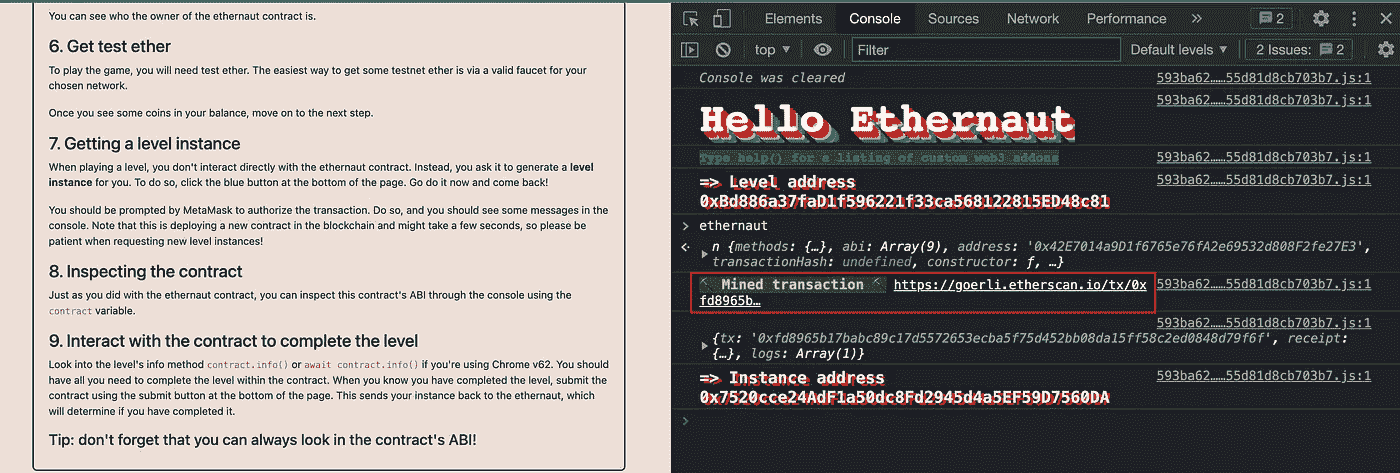 You can see who the owner of the ethernaut contract is.
6. Get test ether
To play the game, you will need test ether. The easiest way to get some testnet ether is via a valid faucet for your
chosen network.
Once you see some coins in your balance, move on to the next step.
7. Getting a level instance
When playing a level, you don't interact directly with the ethernaut contract. Instead, you ask it to generate a level
instance for you. To do so, click the blue button at the bottom of the page. Go do it now and come back!
You should be prompted by MetaMask to authorize the transaction. Do so, and you should see some messages in the
console. Note that this is deploying a new contract in the blockchain and might take a few seconds, so please be
patient when requesting new level instances!
8. Inspecting the contract
Just as you did with the ethernaut contract, you can inspect this contract's ABI through the console using the
contract variable.
9. Interact with the contract to complete the level
Look into the level's info method contract.info() or await contract.info() if you're using Chrome v62. You should
have all you need to complete the level within the contract. When you know you have completed the level, submit the
contract using the submit button at the bottom of the page. This sends your instance back to the ethernaut, which
will determine if you have completed it.
Tip: don't forget that you can always look in the contract's ABI!
Elements Console Sources Network Performance » 2
top Filter Default levels 2 Issues: 2
Console was cleared 593ba62……55d81d8cb703b7.js:1
593ba62……55d81d8cb703b7.js:1
Hello Ethernaut
Type help() for a listing of custom web3 addons 593ba62……55d81d8cb703b7.js:1
=> Level address 593ba62……55d81d8cb703b7.js:1
0xBd886a37faD1f596221f33ca568122815ED48c81
> ethernaut
n {methods: {…}, abi: Array(9), address: '0x42E7014a9D1f6765e76fA2e69532d808F2fe27E3',
transactionHash: undefined, constructor: ƒ, …}
Mined transaction https://goerli.etherscan.io/tx/0x 593ba62……55d81d8cb703b7.js:1
fd8965b…
593ba62……55d81d8cb703b7.js:1
{tx: '0xfd8965b17babc89c17d5572653ecba5f75d452bb08da15ff58c2ed0848d79f6f', receipt:
{…}, logs: Array(1)}
=> Instance address 593ba62……55d81d8cb703b7.js:1
0x7520cce24AdF1a50dc8Fd2945d4a5EF59D7560DA
>